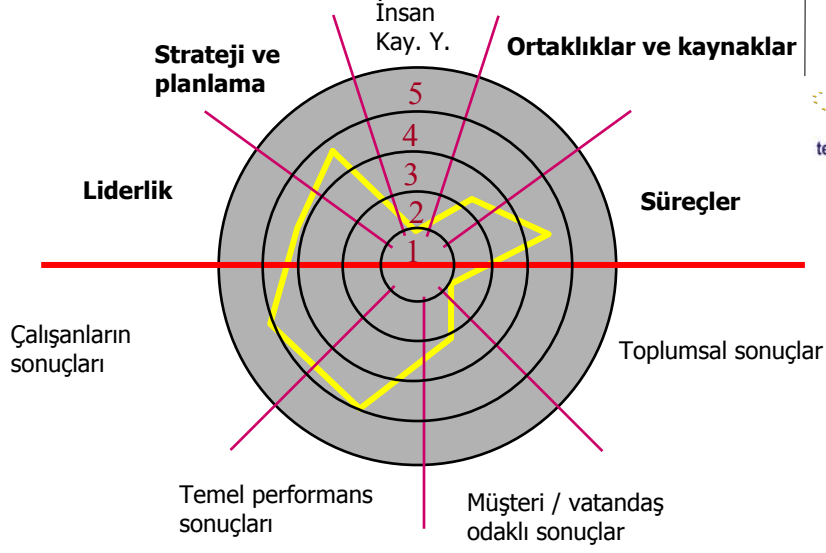 İnsan
Kay. Y.
Strateji ve
planlama
Ortaklıklar ve kaynaklar
5
4
3
2
1
Liderlik
Süreçler
Çalışanların
sonuçları
Toplumsal sonuçlar
Temel performans
sonuçları
Müşteri / vatandaş
odaklı sonuçlar
te